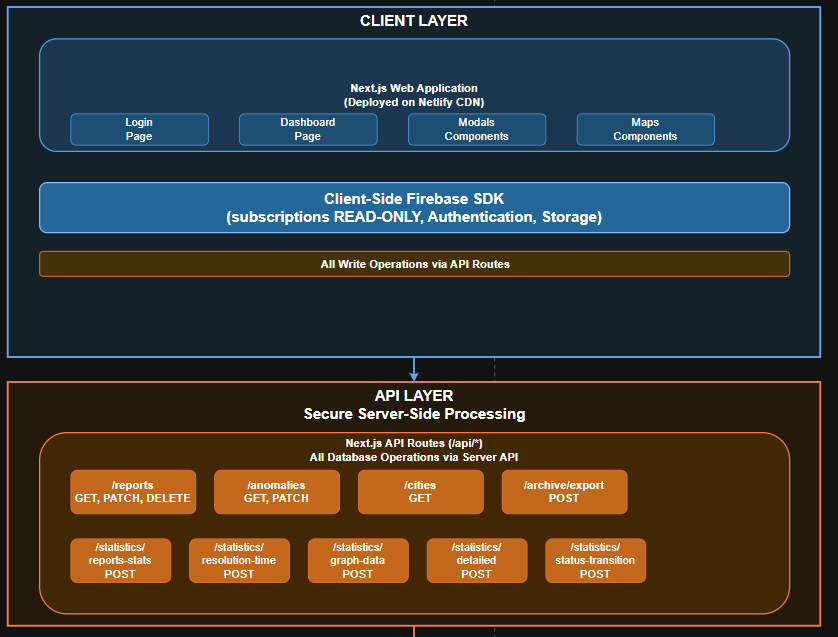 CLIENT LAYER
Next.js Web Application
(Deployed on Netlify CDN)
Login
Page
Dashboard
Page
Modals
Components
Maps
Components
Client-Side Firebase SDK
(subscriptions READ-ONLY, Authentication, Storage)
All Write Operations via API Routes
API LAYER
Secure Server-Side Processing
Next.js API Routes (/api/*)
All Database Operations via Server API
/reports
GET, PATCH, DELETE
/anomalies
GET, PATCH
/cities
GET
/archive/export
POST
/statistics/
reports-stats
POST
/statistics/
resolution-time
POST
/statistics/
graph-data
POST
/statistics/
detailed
POST
/statistics/
status-transition
POST